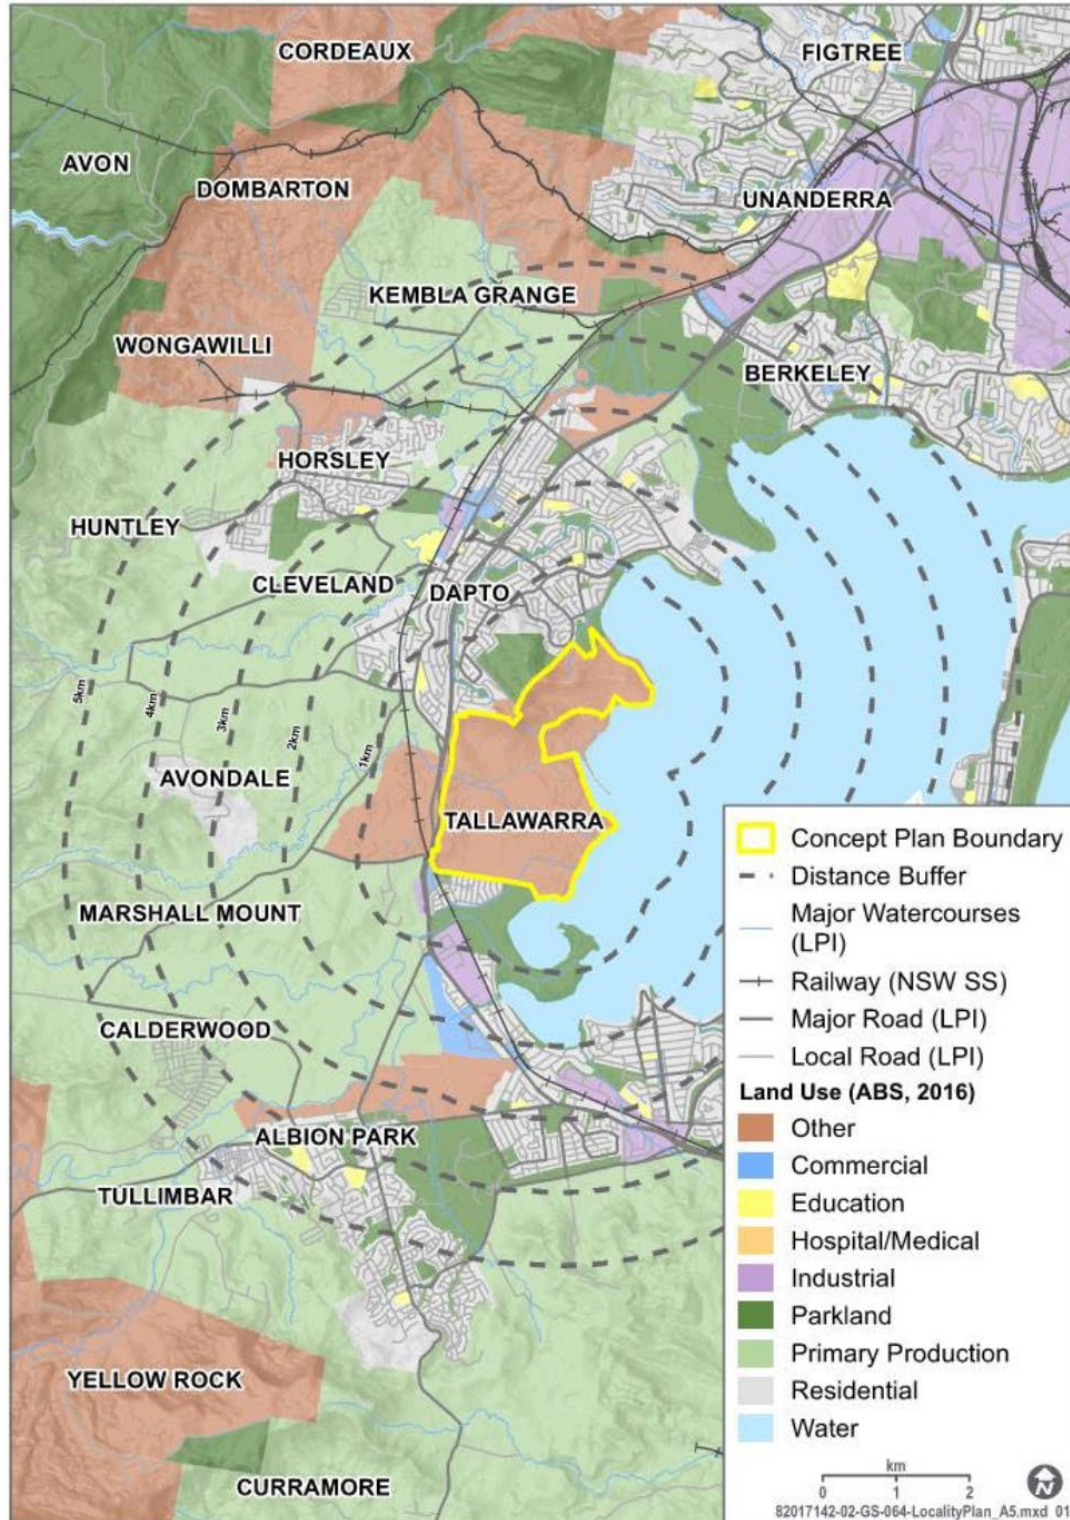 CORDEAUX
FIGTREE
AVON
DOMBARTON
UNANDERRA
KEMBLA GRANGE
WONGAWILLI
BERKELEY
HORSLEY
HUNTLEY
CLEVELAND
DAPTO
5km
4km
3km
2km
1km
AVONDALE
TALLAWARRA
MARSHALL MOUNT
CALDERWOOD
ALBION PARK
TULLIMBAR
YELLOW ROCK
CURRAMORE
Concept Plan Boundary
Distance Buffer
Major Watercourses
(LPI)
Railway (NSW SS)
Major Road (LPI)
Local Road (LPI)
Land Use (ABS, 2016)
Other
Commercial
Education
Hospital/Medical
Industrial
Parkland
Primary Production
Residential
Water
km
0 1 2
N
82017142-02-GS-064-LocalityPlan_A5.mxd 01